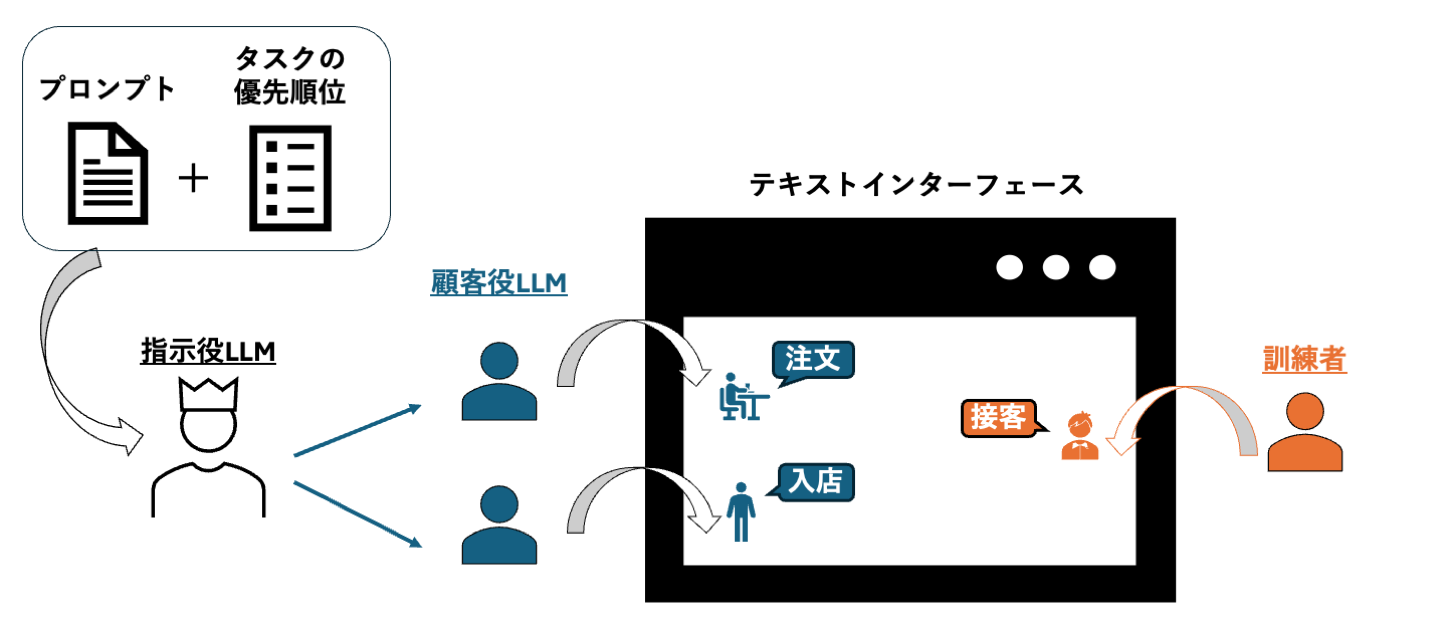 プロンプト
タスクの
優先順位
テキストインターフェース
顧客役LLM
指示役LLM
注文
訓練者
接客
入店